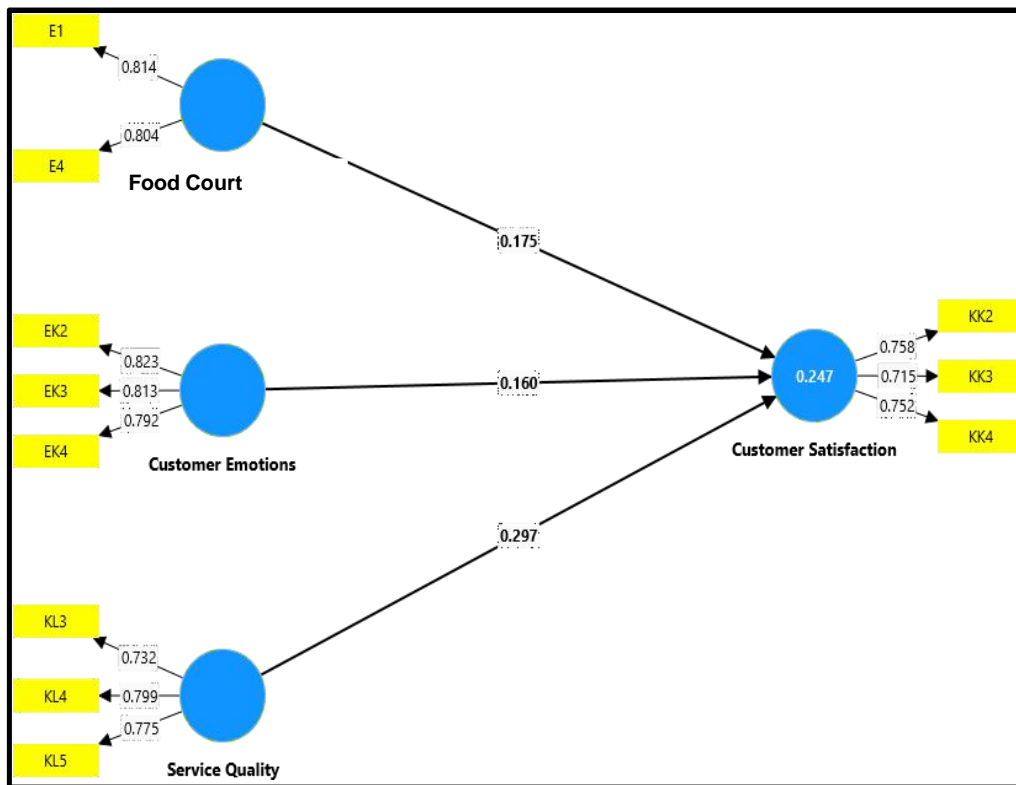 E1
0.814
0.804
E4
Food Court
0.175
EK2
0.823
EK3
0.813
0.792
EK4
Customer Emotions
0.160
0.247
KK2
0.758
0.715
KK3
0.752
KK4
Customer Satisfaction
0.297
KL3
0.732
KL4
0.799
0.775
KL5
Service Quality